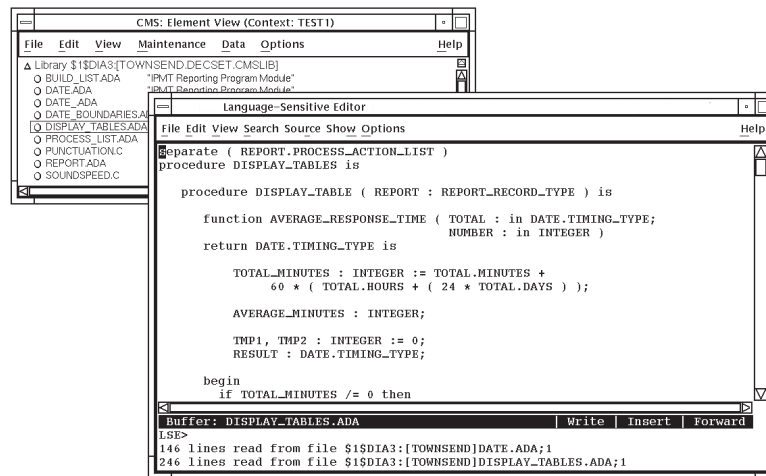 CMS: Element View (Context: TEST1)
File Edit View Maintenance Data Options Help
Library $1$DIA3:[TOWNSEND.DECSET.CMSLIB]
BUILD_LIST.ADA "IPMT Reporting Program Module"
DATE.ADA "IPMT Reporting Program Module"
DATE_.ADA
DATE_BOUNDARIES.AD
DISPLAY_TABLES.ADA
PROCESS_LIST.ADA
PUNCTUATION.C
REPORT.ADA
SOUNDSPEED.C
Language-Sensitive Editor
File Edit View Search Source Show Options Help
separate ( REPORT.PROCESS_ACTION_LIST )
procedure DISPLAY_TABLES is
procedure DISPLAY_TABLE ( REPORT : REPORT_RECORD_TYPE ) is
function AVERAGE_RESPONSE_TIME ( TOTAL : in DATE.TIMING_TYPE;
NUMBER : in INTEGER )
return DATE.TIMING_TYPE is
TOTAL_MINUTES : INTEGER := TOTAL.MINUTES +
60 * ( TOTAL.HOURS + ( 24 * TOTAL.DAYS ) );
AVERAGE_MINUTES : INTEGER;
TMP1, TMP2 : INTEGER := 0;
RESULT : DATE.TIMING_TYPE;
begin
if TOTAL_MINUTES /= 0 then
Buffer: DISPLAY_TABLES.ADA | Write | Insert | Forward
LSE>
146 lines read from file $1$DIA3:[TOWNSEND]DATE.ADA;1
246 lines read from file $1$DIA3:[TOWNSEND]DISPLAY_TABLES.ADA;1